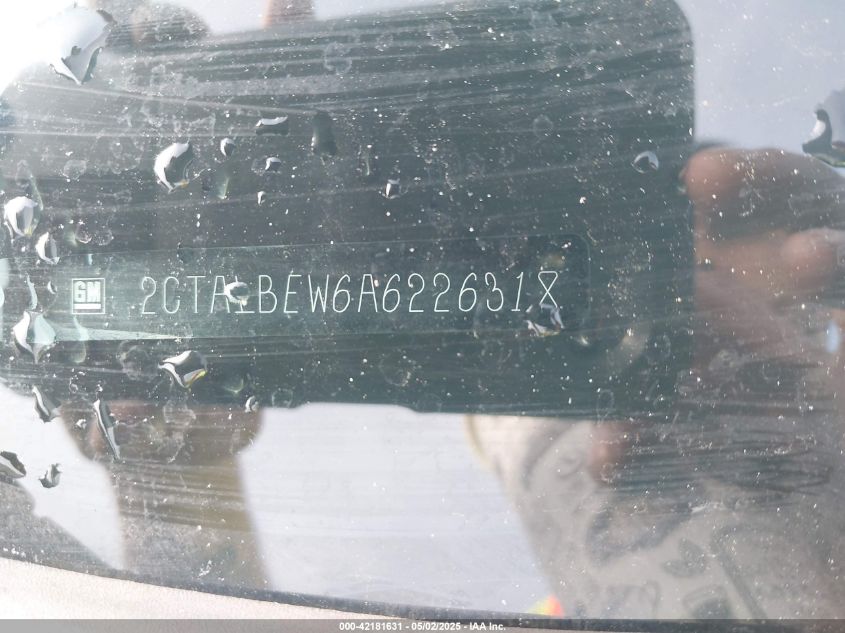 GM 2CTALBEW6A6226318
000-42181631 - 05/02/2025 - IAA Inc.